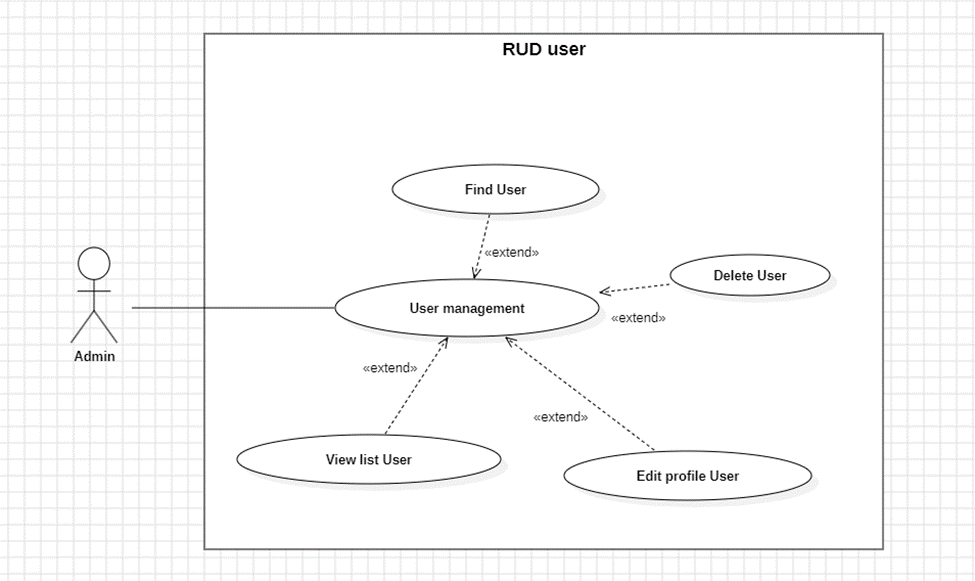 RUD user
Find User
«extend»
Delete User
User management
«extend»
Admin
«extend»
«extend»
View list User
Edit profile User